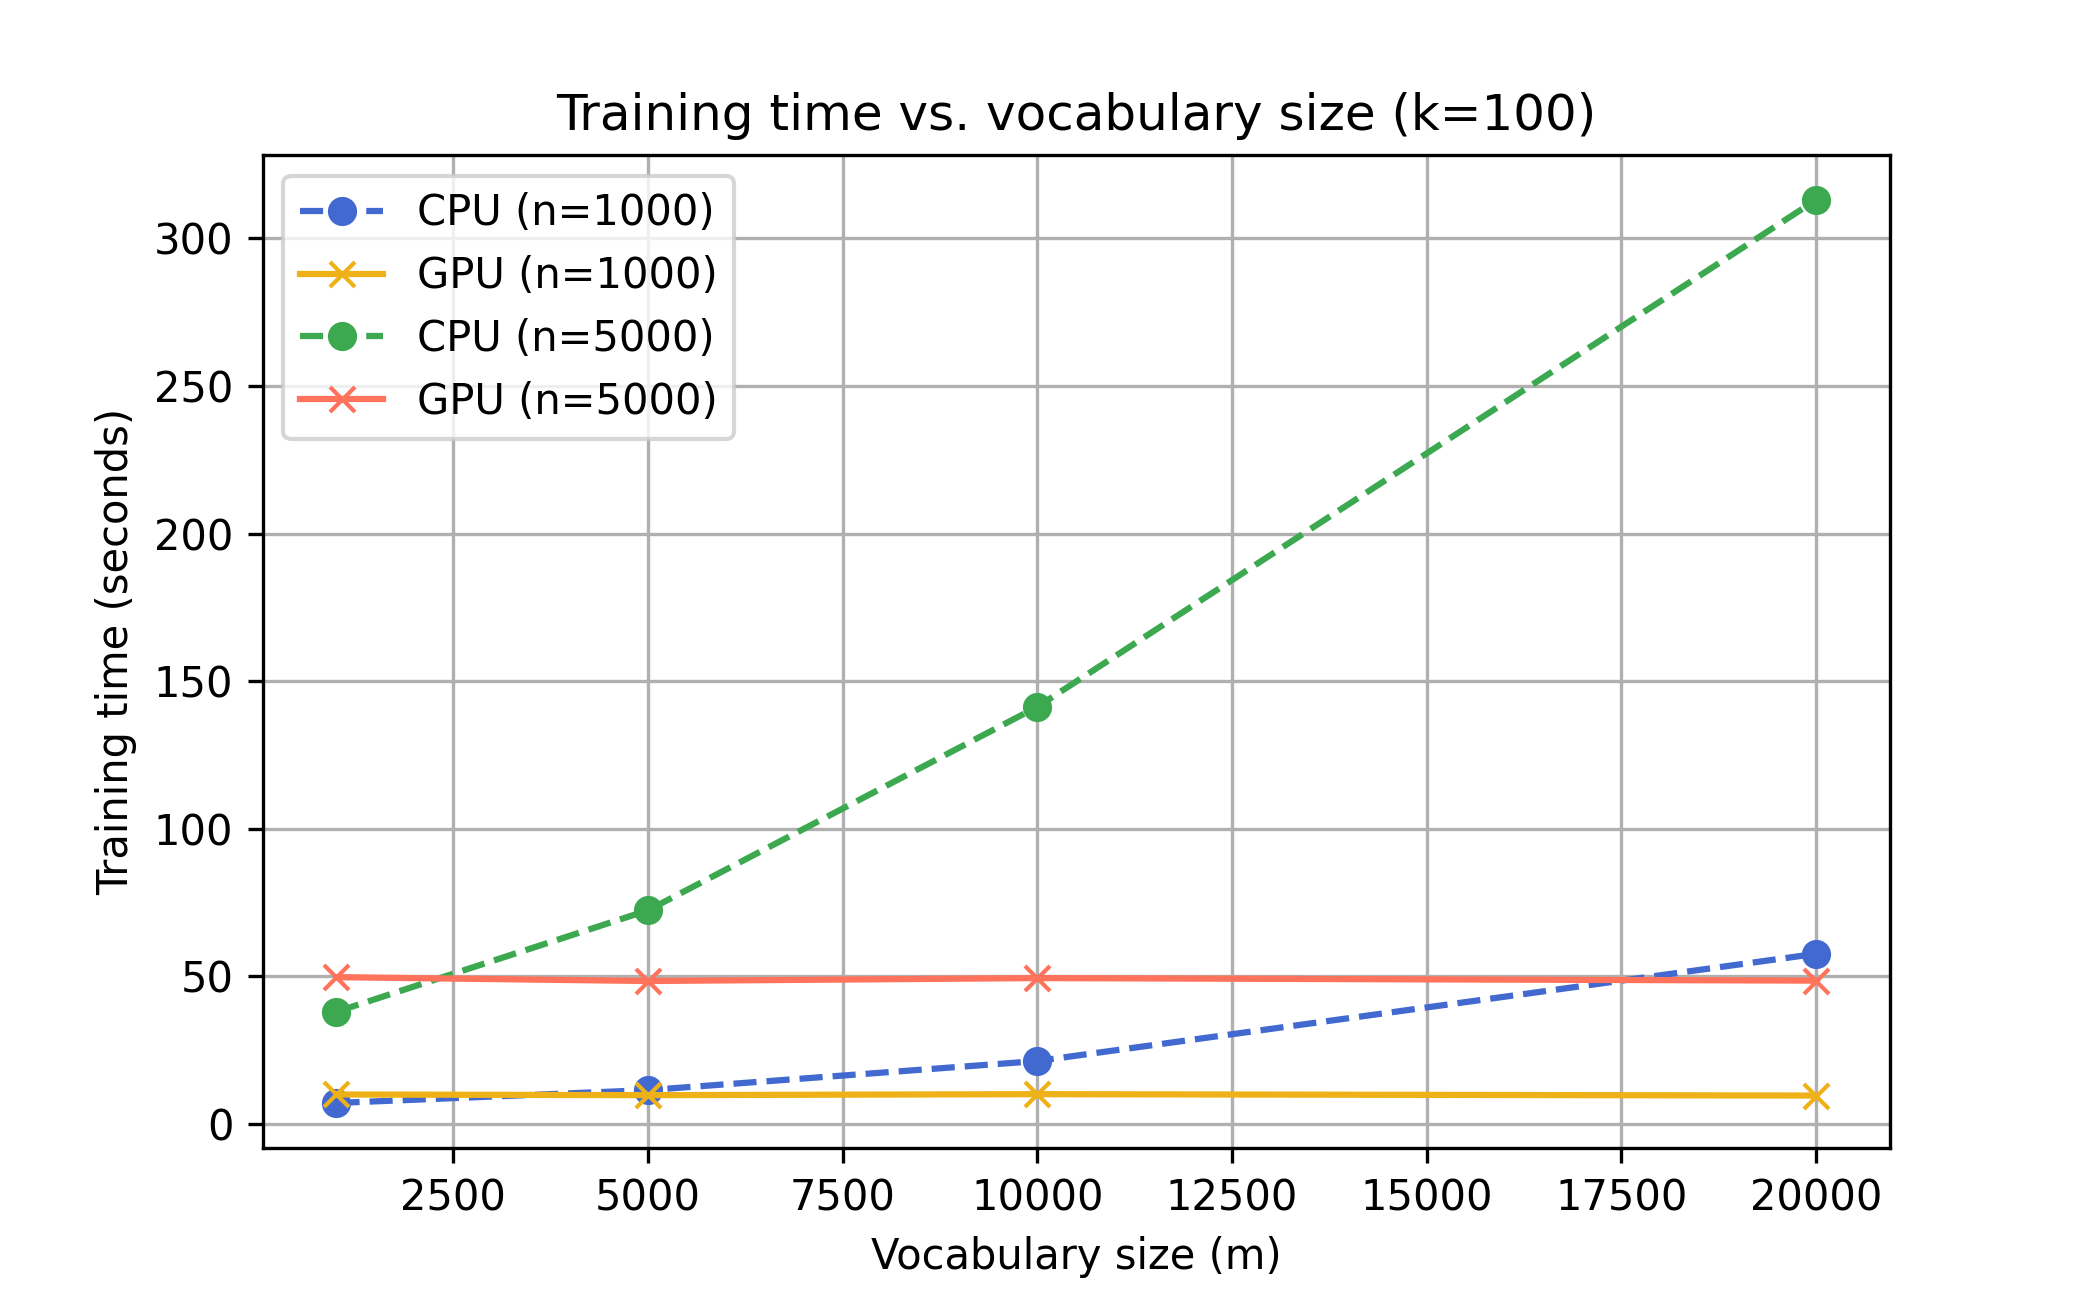 Training time vs. vocabulary size (k=100)
CPU (n=1000)
GPU (n=1000)
CPU (n=5000)
GPU (n=5000)
Training time (seconds)
300
250
200
150
100
50
0
2500 5000 7500 10000 12500 15000 17500 20000
Vocabulary size (m)